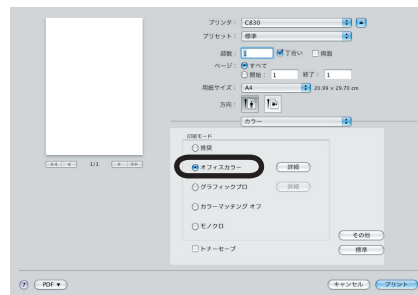 プリンタ： C830
プリセット： 標準
部数： 1 丁合い 両面
ページ： すべて
開始： 1 終了： 1
用紙サイズ： A4 20.99 x 29.70 cm
方向：
カラー
印刷モード
推奨
オフィスカラー 詳細
グラフィックプロ 詳細
カラーマッチング オフ
モノクロ
トナーセーブ
その他
標準
1/1
? PDF ▼ キャンセル プリント